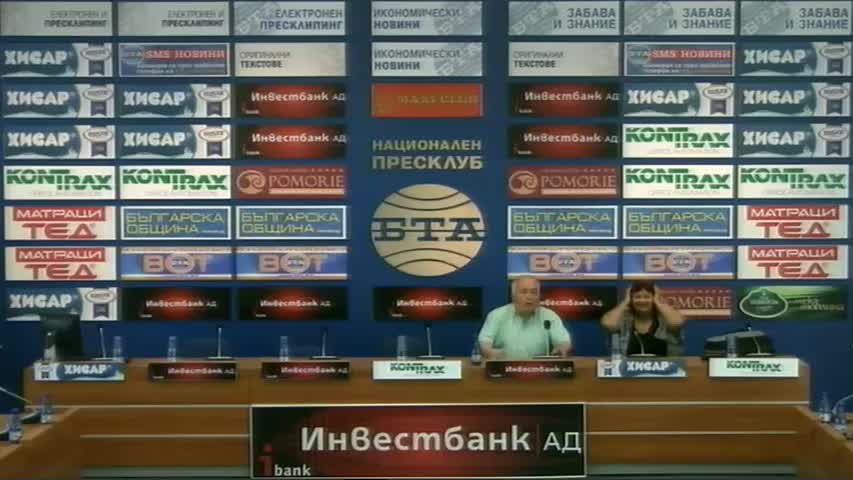 ЕЛЕКТРОНЕН И
ПРЕСКЛИПИНГ
ЕЛЕКТРОНЕН И
ПРЕСКЛИПИНГ
ЕЛЕКТРОНЕН И
ПРЕСКЛИПИНГ
ИКОНОМИЧЕСКИ
НОВИНИ
ЗАБАВА
И ЗНАНИЕ
ЗАБАВА
И ЗНАНИЕ
ЗАБАВА
И ЗНАНИЕ
ХИСАР
SMS НОВИНИ
ОРИГИНАЛНИ
ТЕКСТОВЕ
ИКОНОМИЧЕСКИ
НОВИНИ
ОРИГИНАЛНИ
ТЕКСТОВЕ
SMS НОВИНИ
ХИСАР
ХИСАР
ХИСАР
ИНВЕСТБАНК АД
MAXI CLUB
ИНВЕСТБАНК АД
ХИСАР
ХИСАР
ХИСАР
ХИСАР
ИНВЕСТБАНК АД
НАЦИОНАЛЕН
ПРЕСКЛУБ
ИНВЕСТБАНК АД
KONTRAX
KONTRAX
KONTRAX
KONTRAX
POMORIE
POMORIE
KONTRAX
KONTRAX
МАТРАЦИ
ТЕД
БЪЛГАРСКА
ОБЩИНА
БЪЛГАРСКА
ОБЩИНА
БТА
БЪЛГАРСКА
ОБЩИНА
БЪЛГАРСКА
ОБЩИНА
МАТРАЦИ
ТЕД
МАТРАЦИ
ТЕД
ВОТ
ВОТ
ВОТ
ВОТ
МАТРАЦИ
ТЕД
ХИСАР
ИНВЕСТБАНК АД
ИНВЕСТБАНК АД
ИНВЕСТБАНК АД
POMORIE
ХИСАР
ИНВЕСТБАНК АД
ИНВЕСТБАНК АД
KONTRAX
ИНВЕСТБАНК АД
ХИСАР
KONTRAX
ИНВЕСТБАНК АД
ibank